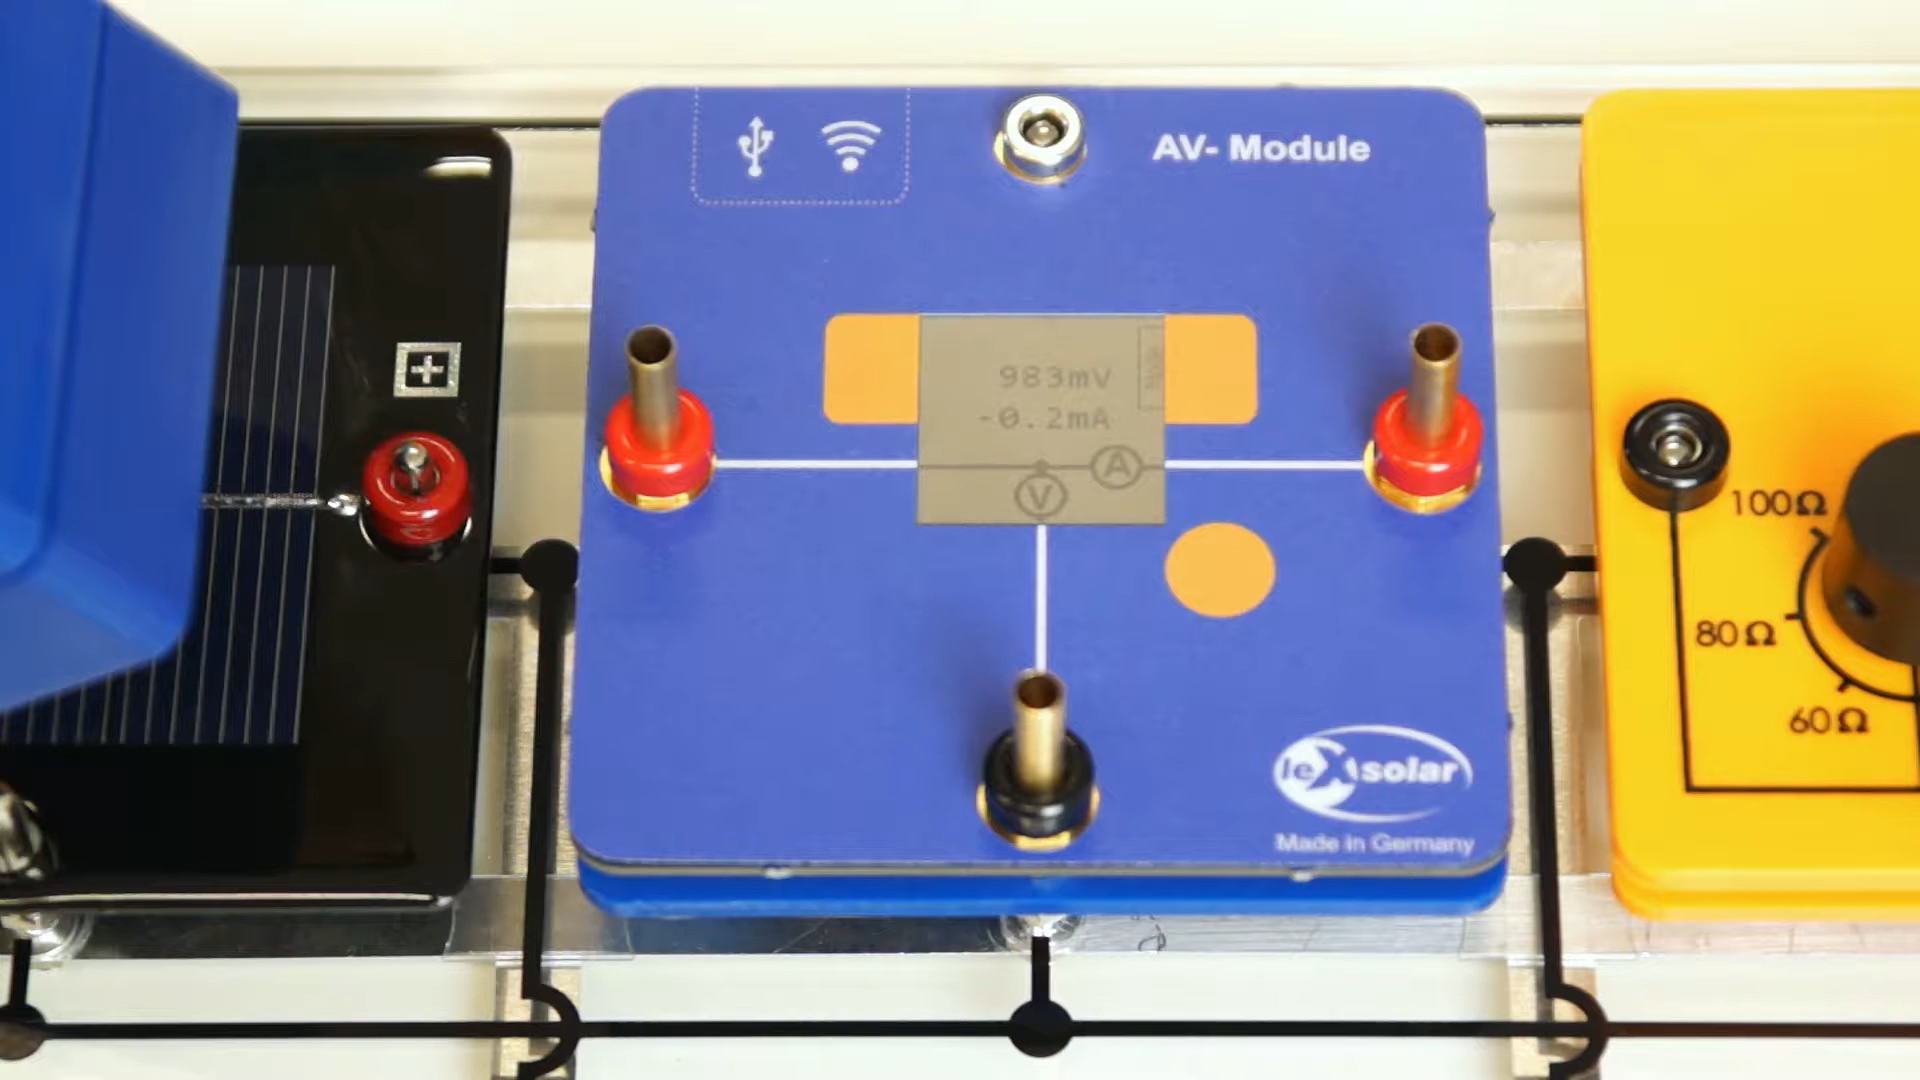 AV- Module
983mV
-0.2mA
A
V
100Ω
80Ω
60Ω
lexsolar
Made in Germany